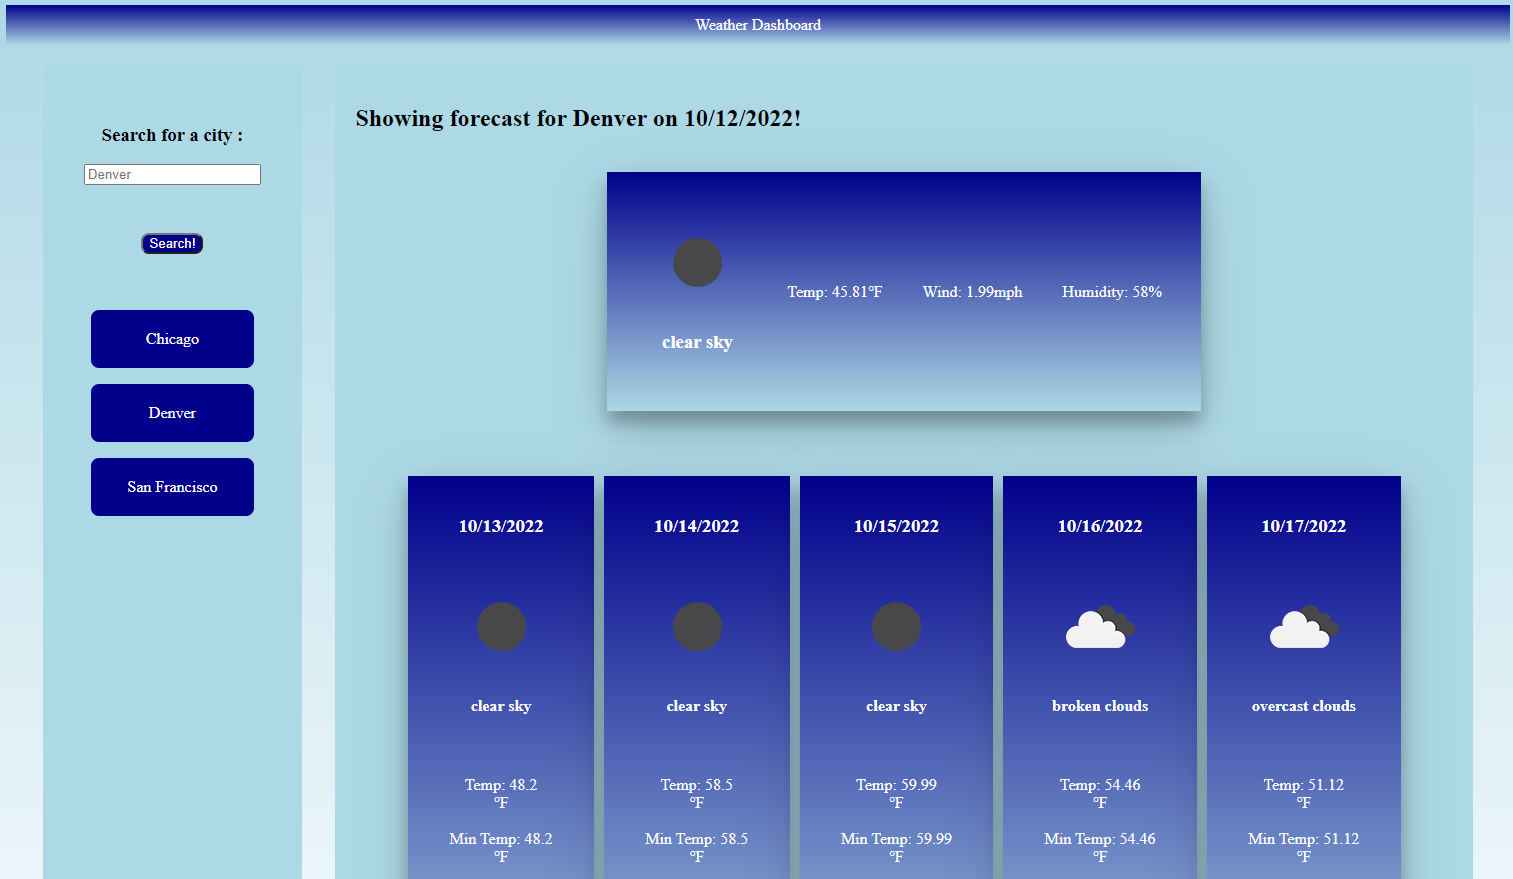 Weather Dashboard
Search for a city :
Denver
Search!
Chicago
Denver
San Francisco
Showing forecast for Denver on 10/12/2022!
clear sky
Temp: 45.81°F
Wind: 1.99mph
Humidity: 58%
10/13/2022
clear sky
Temp: 48.2
°F
Min Temp: 48.2
°F
10/14/2022
clear sky
Temp: 58.5
°F
Min Temp: 58.5
°F
10/15/2022
clear sky
Temp: 59.99
°F
Min Temp: 59.99
°F
10/16/2022
broken clouds
Temp: 54.46
°F
Min Temp: 54.46
°F
10/17/2022
overcast clouds
Temp: 51.12
°F
Min Temp: 51.12
°F